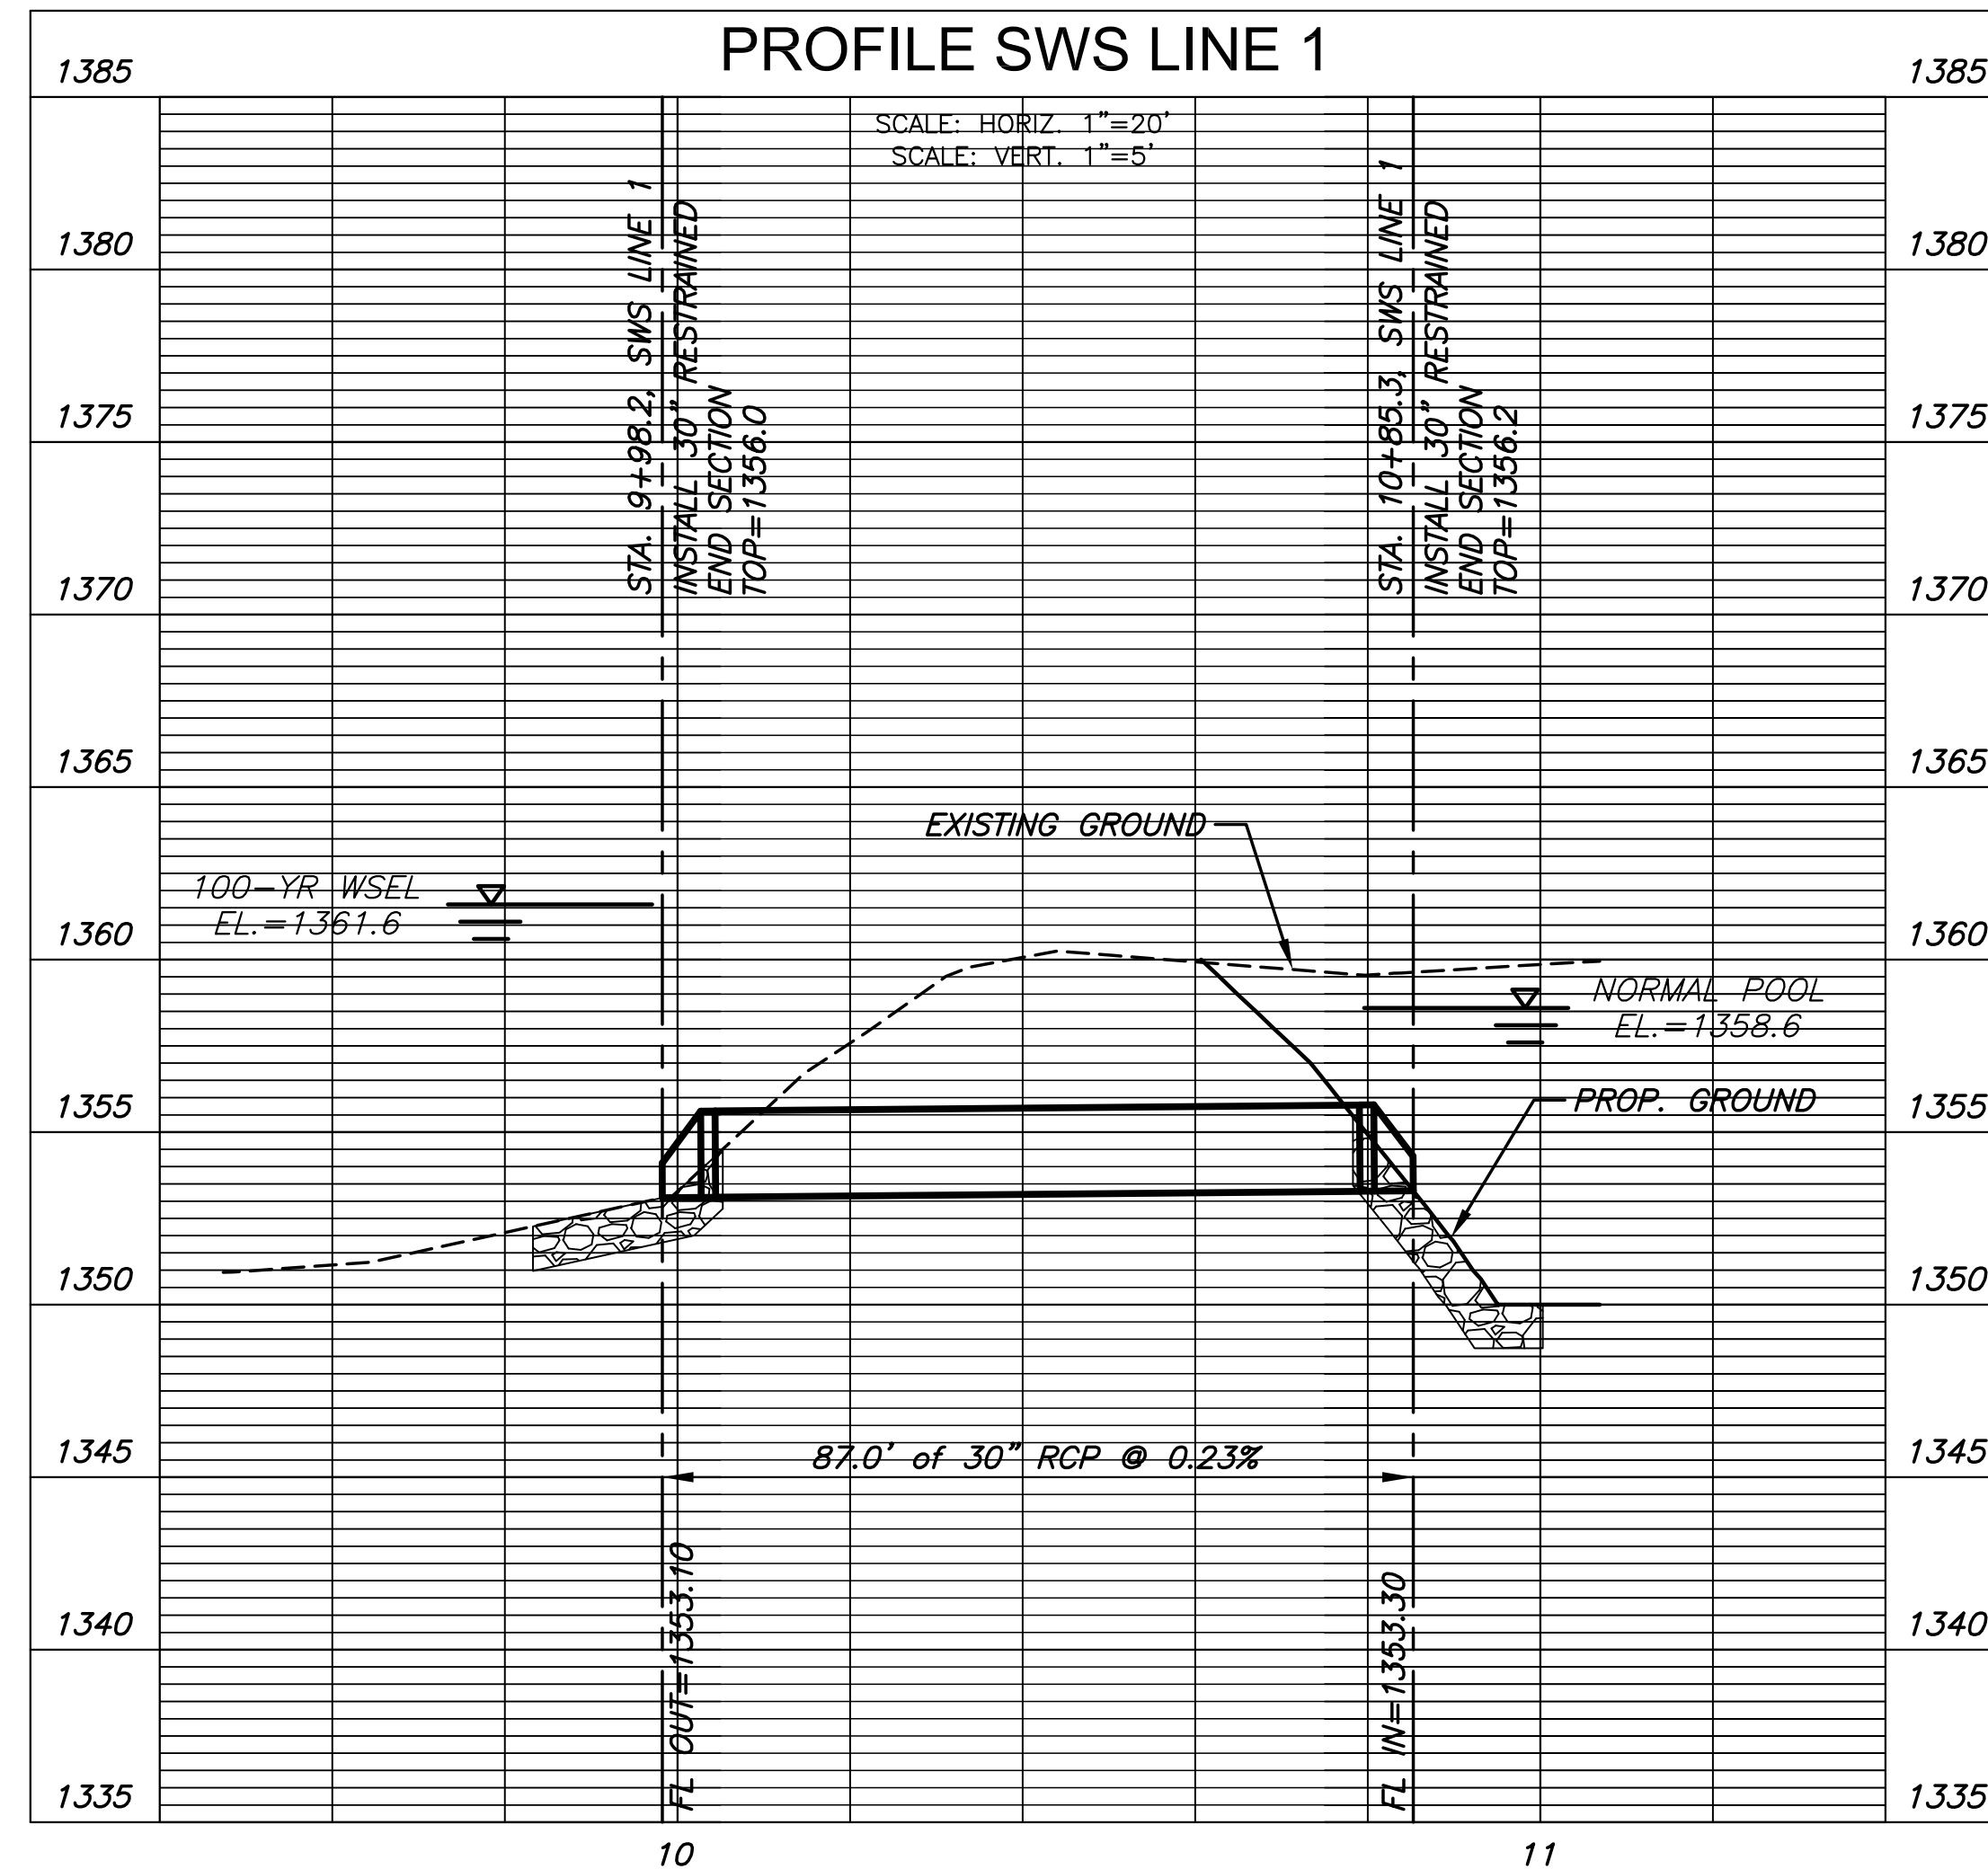 PROFILE SWS LINE 1
SCALE: HORIZ. 1"=20'
SCALE: VERT. 1"=5'
1385
1385
1380
1380
1375
1375
1370
1370
1365
1365
1360
1360
1355
1355
1350
1350
1345
1345
1340
1340
1335
1335
STA. 9+98.2, SWS LINE 1
INSTALL 30" RESTRAINED
END SECTION
TOP=1356.0
STA. 10+85.3, SWS LINE 1
INSTALL 30" RESTRAINED
END SECTION
TOP=1356.2
EXISTING GROUND
100-YR WSEL
EL.=1361.6
NORMAL POOL
EL.=1358.6
PROP. GROUND
87.0' of 30" RCP @ 0.23%
FL OUT=1353.10
FL IN=1353.30
10
11